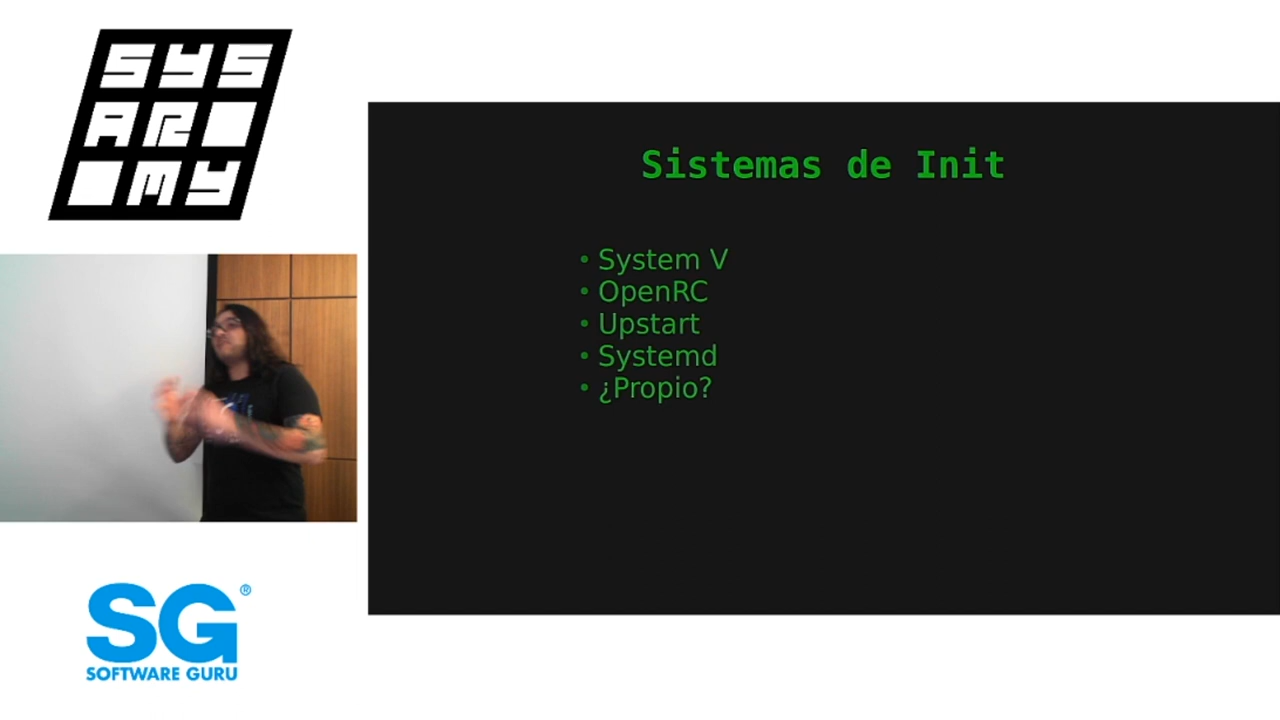 SYS
AR
MY
Sistemas de Init
• System V
• OpenRC
• Upstart
• Systemd
• ¿Propio?
SG®
SOFTWARE GURU